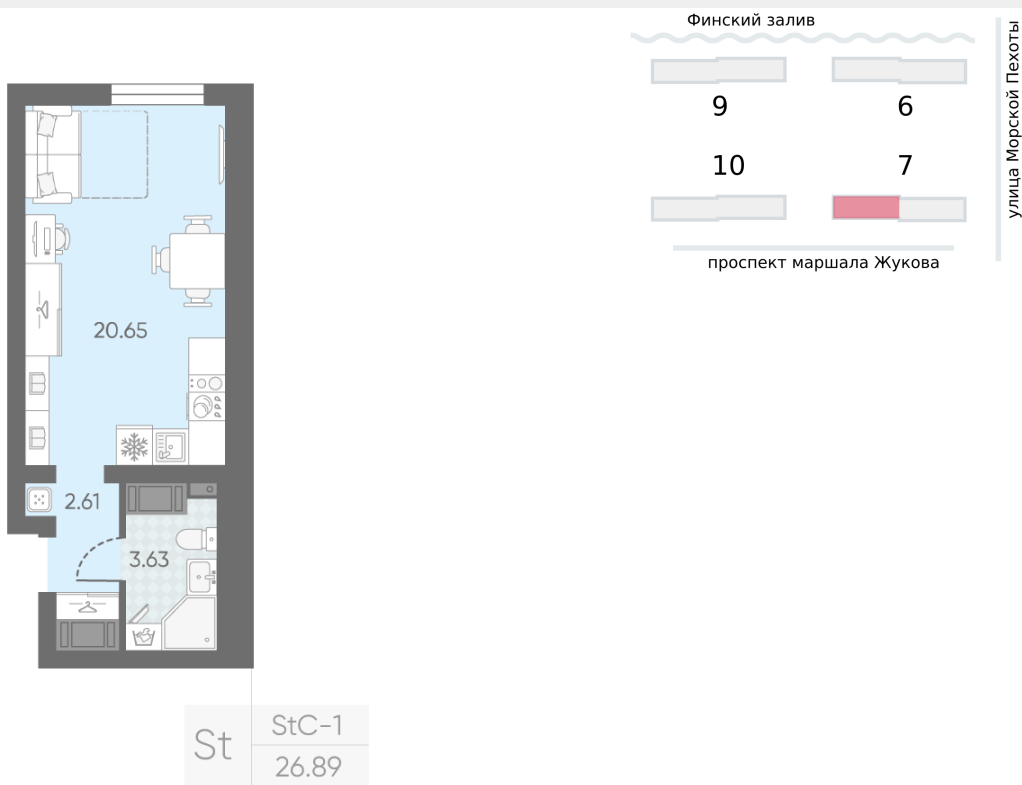 Финский залив
улица Морской Пехоты
9
6
10
7
проспект маршала Жукова
20.65
2.61
3.63
St
StC-1
26.89